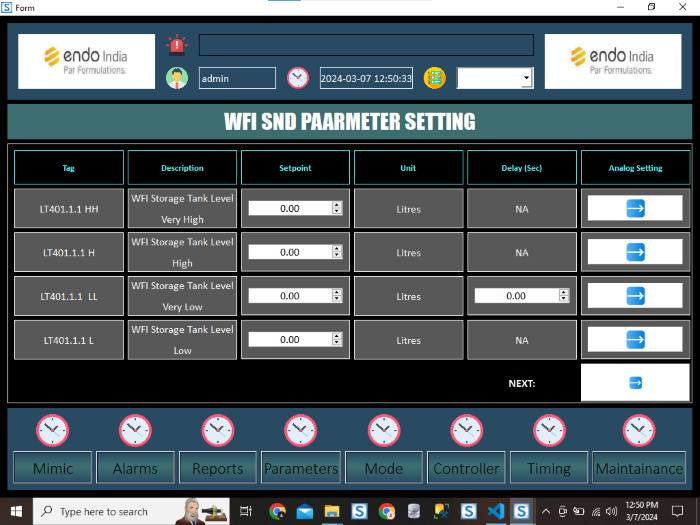 Form
endo India
Par Formulations.
admin
2024-03-07 12:50:33
endo India
Par Formulations.
WFI SND PAARMETER SETTING
Tag Description Setpoint Unit Delay (Sec) Analog Setting
LT401.1.1 HH WFI Storage Tank Level Very High 0.00 Litres NA
LT401.1.1 H WFI Storage Tank Level High 0.00 Litres NA
LT401.1.1 LL WFI Storage Tank Level Very Low 0.00 Litres 0.00
LT401.1.1 L WFI Storage Tank Level Low 0.00 Litres NA
NEXT:
Mimic Alarms Reports Parameters Mode Controller Timing Maintainance
Type here to search
12:50 PM
3/7/2024